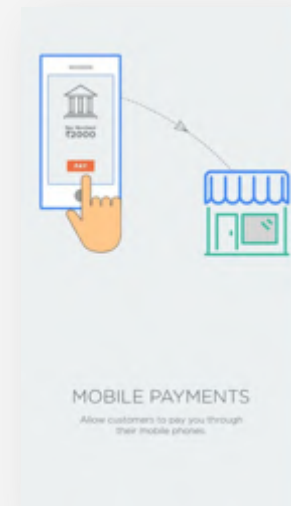 ₹2000
PAY
MOBILE PAYMENTS
Allow customers to pay you through
their mobile phones.